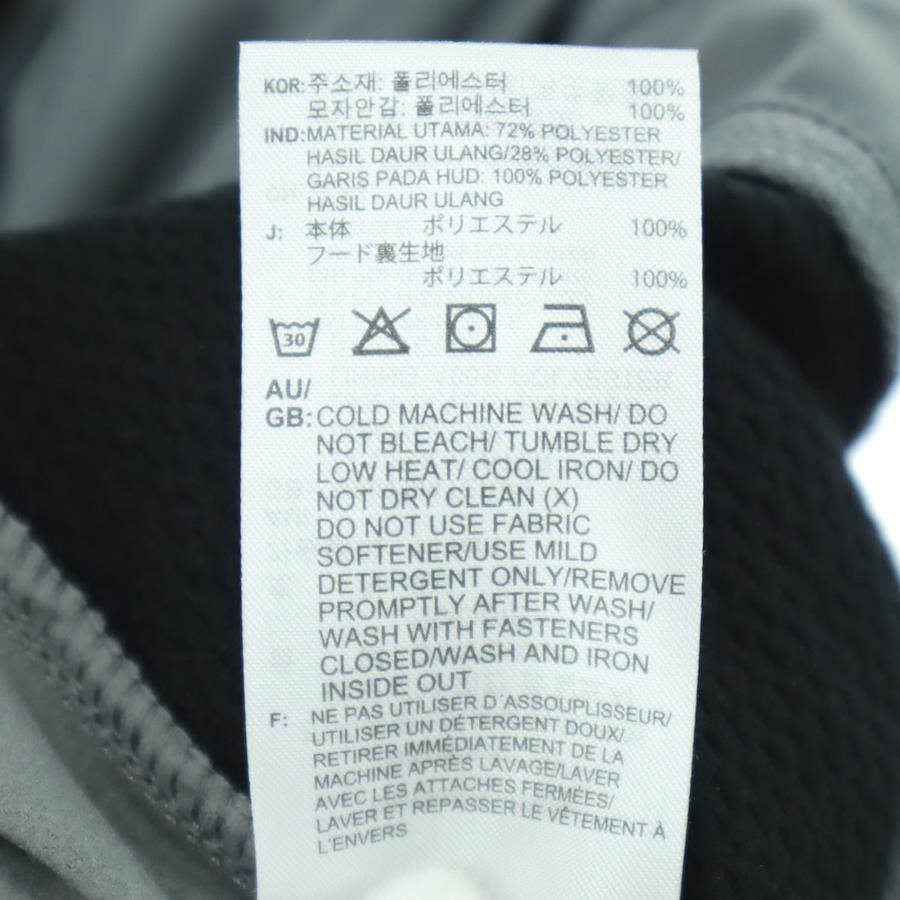 KOR: 주소재: 폴리에스터 100%
모자안감: 폴리에스터 100%
IND: MATERIAL UTAMA: 72% POLYESTER
HASIL DAUR ULANG/28% POLYESTER/
GARIS PADA HUD: 100% POLYESTER
HASIL DAUR ULANG
J: 本体 ポリエステル 100%
フード裏生地
ポリエステル 100%
30
AU/
GB: COLD MACHINE WASH/ DO
NOT BLEACH/ TUMBLE DRY
LOW HEAT/ COOL IRON/ DO
NOT DRY CLEAN (X)
DO NOT USE FABRIC
SOFTENER/USE MILD
DETERGENT ONLY/REMOVE
PROMPTLY AFTER WASH/
WASH WITH FASTENERS
CLOSED/WASH AND IRON
INSIDE OUT
F: NE PAS UTILISER D´ASSOUPLISSEUR/
UTILISER UN DÉTERGENT DOUX/
RETIRER IMMÉDIATEMENT DE LA
MACHINE APRÈS LAVAGE/LAVER
AVEC LES ATTACHES FERMÉES/
LAVER ET REPASSER LE VÊTEMENT À
L'ENVERS